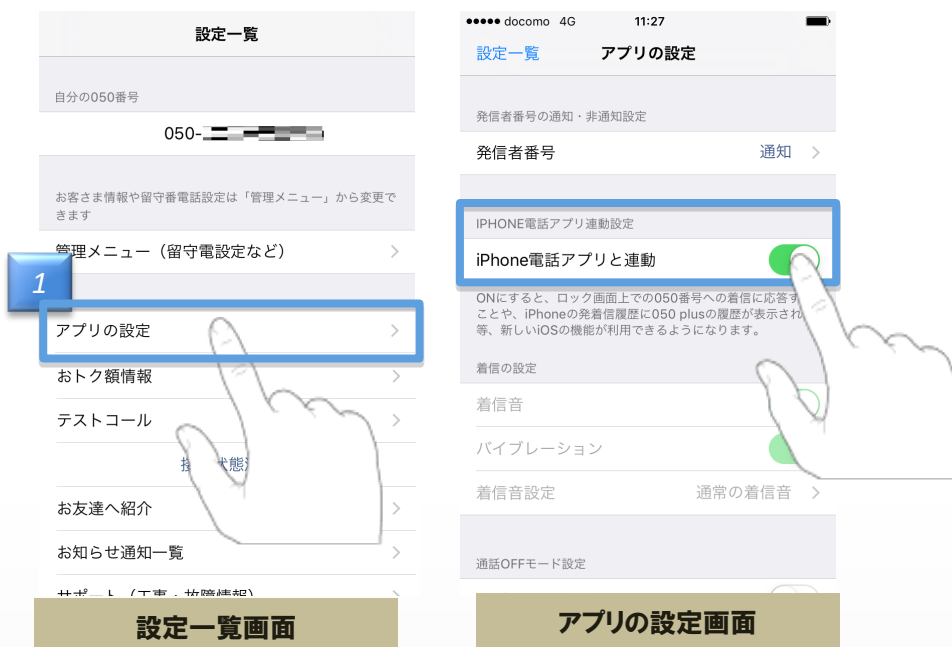 設定一覧
自分の050番号
050-
お客さま情報や留守番電話設定は「管理メニュー」から変更で
きます
管理メニュー（留守電設定など）
1
アプリの設定
おトク額情報
テストコール
状態
お友達へ紹介
お知らせ通知一覧
サポート（工事・故障情報）
設定一覧画面
docomo 4G 11:27
設定一覧 アプリの設定
発信者番号の通知・非通知設定
発信者番号 通知
IPHONE電話アプリ連動設定
iPhone電話アプリと連動
ONにすると、ロック画面上での050番号への着信に応答す
ことや、iPhoneの発着信履歴に050 plusの履歴が表示され
等、新しいiOSの機能が利用できるようになります。
着信の設定
着信音
バイブレーション
着信音設定 通常の着信音
通話OFFモード設定
アプリの設定画面